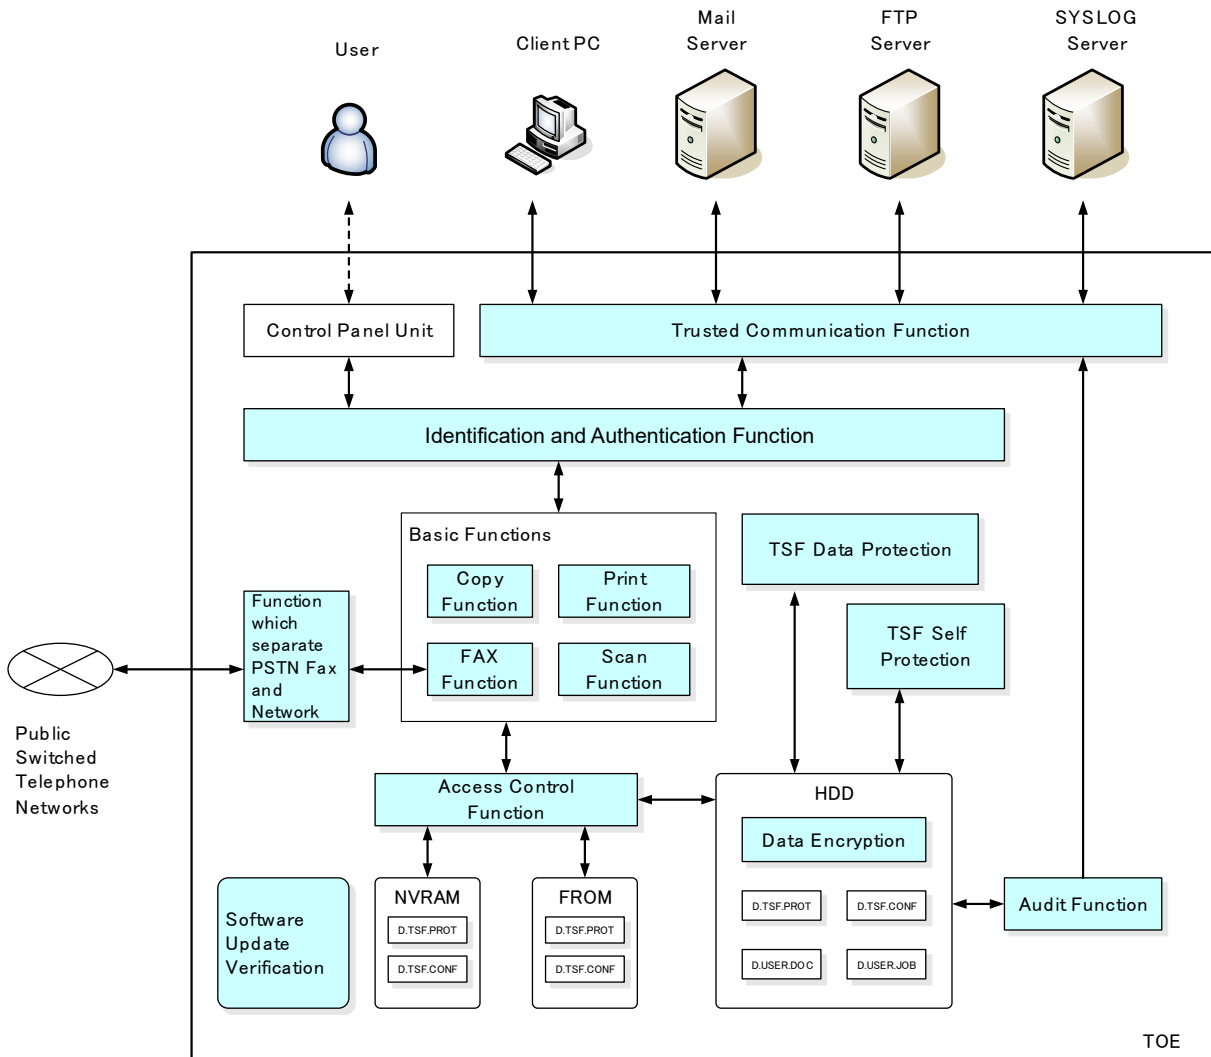 User
Client PC
Mail
Server
FTP
Server
SYSLOG
Server
Control Panel Unit
Trusted Communication Function
Identification and Authentication Function
Basic Functions
Copy
Function
Print
Function
FAX
Function
Scan
Function
TSF Data Protection
TSF Self
Protection
Function
which
separate
PSTN Fax
and
Network
Public
Switched
Telephone
Networks
Access Control
Function
HDD
Data Encryption
D.TSF.PROT
D.TSF.CONF
D.USER.DOC
D.USER.JOB
Audit Function
NVRAM
D.TSF.PROT
D.TSF.CONF
FROM
D.TSF.PROT
D.TSF.CONF
Software
Update
Verification
TOE